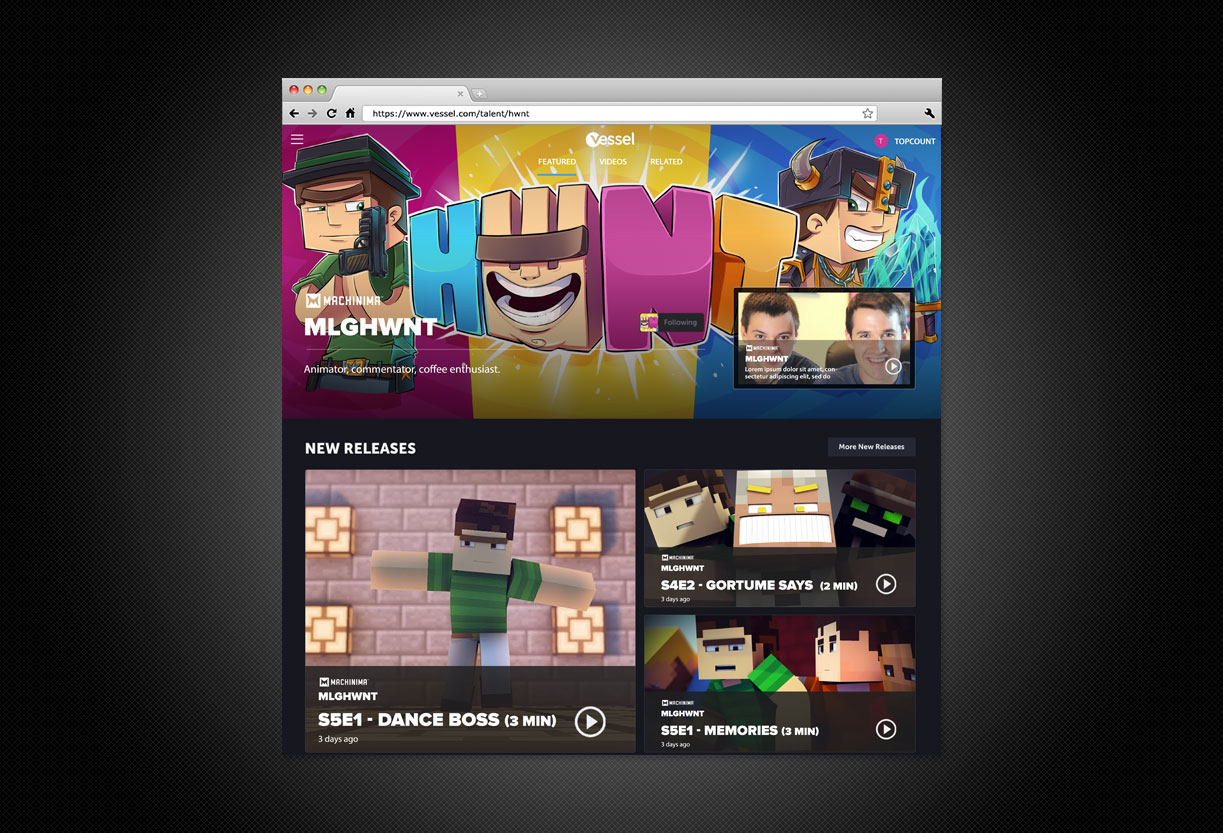 https://www.vessel.com/talent/hwnt
vessel
T TOPCOUNT
FEATURED VIDEOS RELATED
HWNT
MACHINIMA
MLGHWNT
Following
Animator, commentator, coffee enthusiast.
MACHINIMA
MLGHWNT
Lorem ipsum dolor sit amet, con-
sectetur adipiscing elit, sed do
NEW RELEASES
More New Releases
MACHINIMA
MLGHWNT
S5E1 - DANCE BOSS (3 MIN)
3 days ago
MACHINIMA
MLGHWNT
S4E2 - GORTUME SAYS (2 MIN)
3 days ago
MACHINIMA
MLGHWNT
S5E1 - MEMORIES (3 MIN)
3 days ago